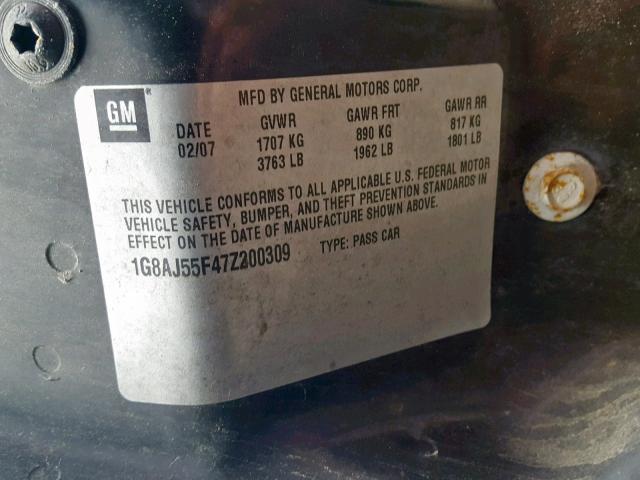 GM
MFD BY GENERAL MOTORS CORP.
DATE GVWR GAWR FRT GAWR RR
02/07 1707 KG 890 KG 817 KG
3763 LB 1962 LB 1801 LB
THIS VEHICLE CONFORMS TO ALL APPLICABLE U.S. FEDERAL MOTOR
VEHICLE SAFETY, BUMPER, AND THEFT PREVENTION STANDARDS IN
EFFECT ON THE DATE OF MANUFACTURE SHOWN ABOVE.
1G8AJ55F47Z200309 TYPE: PASS CAR